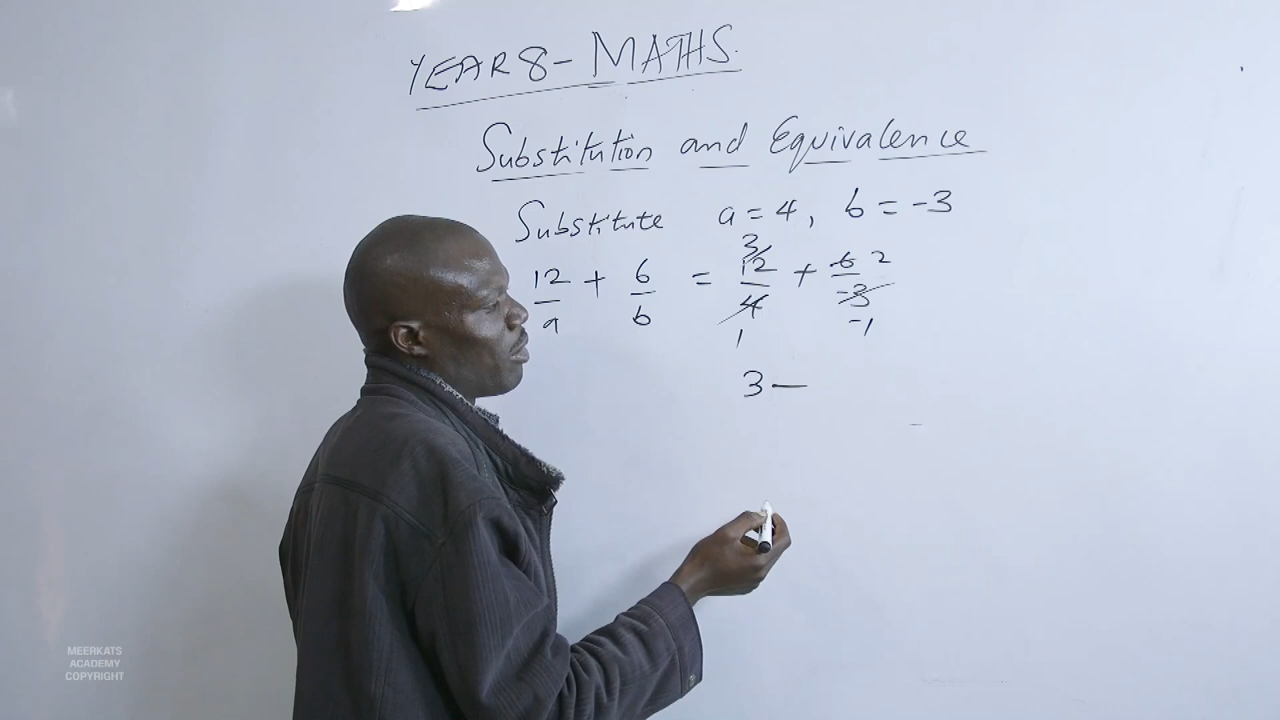 YEAR 8 - MATHS.
Substitution and Equivalence
Substitute a = 4, b = -3
12/a + 6/b = 12/4 + 6/-3
3 1 2 -1
3 —
MEERKATS
ACADEMY
COPYRIGHT